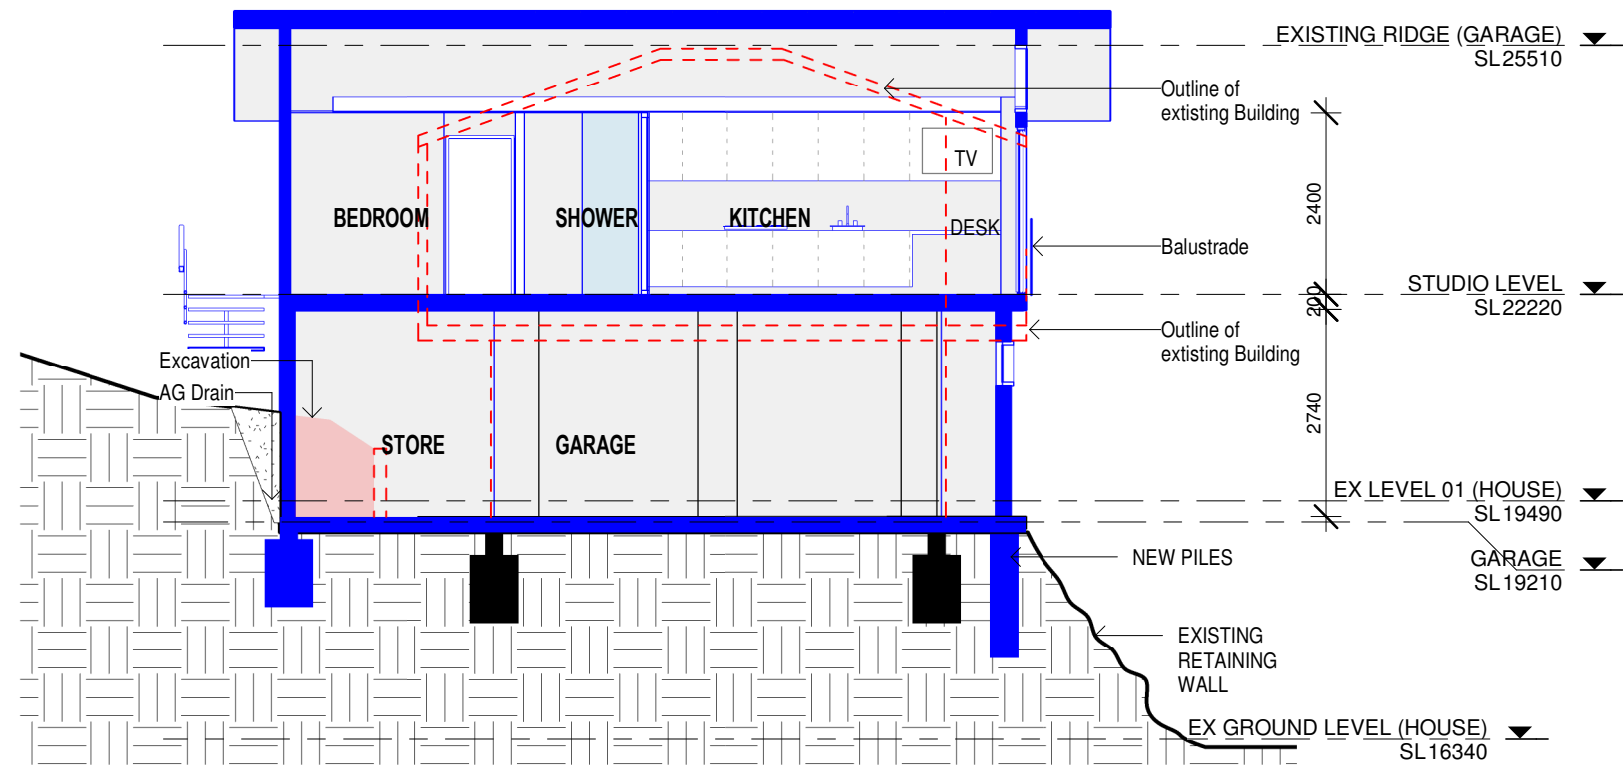 EXISTING RIDGE (GARAGE)
SL25510
Outline of
extisting Building
TV
2400
BEDROOM
SHOWER
KITCHEN
DESK
Balustrade
STUDIO LEVEL
SL22220
200
Outline of
extisting Building
Excavation
AG Drain
2740
STORE
GARAGE
EX LEVEL 01 (HOUSE)
SL19490
NEW PILES
GARAGE
SL19210
EXISTING
RETAINING
WALL
EX GROUND LEVEL (HOUSE)
SL16340